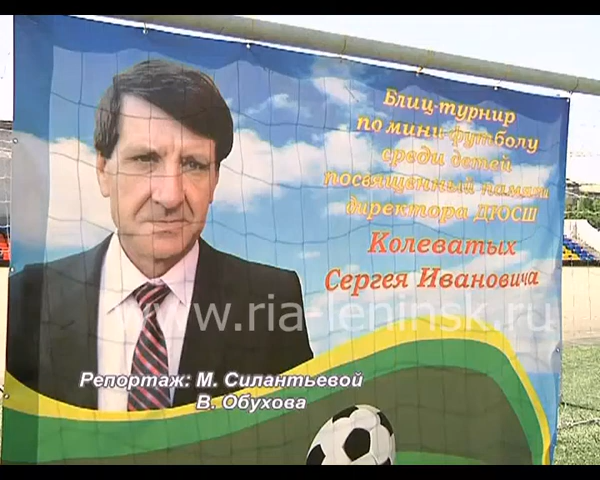 Блиц-турнир
по мини-футболу
среди детей
посвященный памяти
директора ДЮСШ
Колеватых
Сергея Ивановича
www.ria-leninsk.ru
Репортаж: М. Силантьевой
В. Обухова